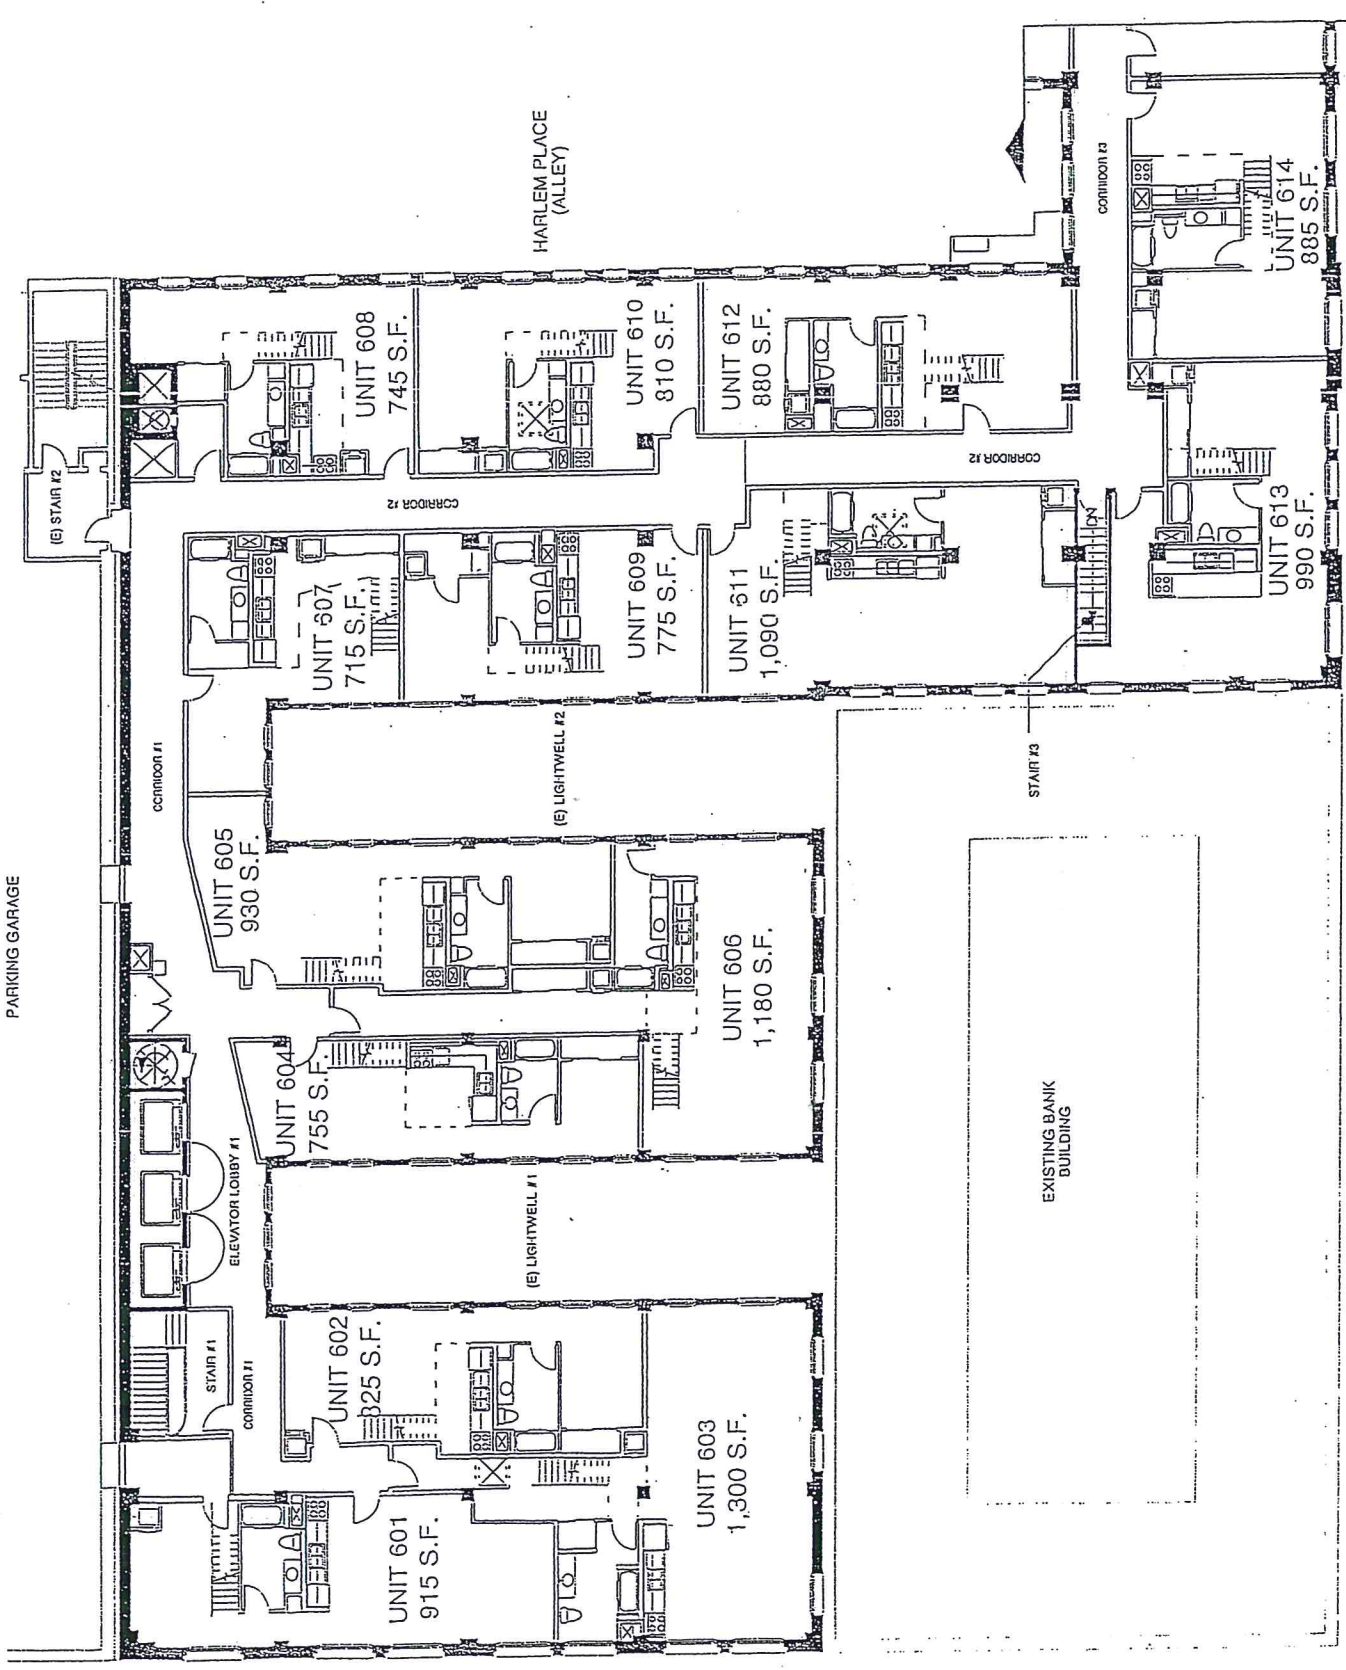 PARKING GARAGE
HARLEM PLACE
(ALLEY)
(E) STAIR #2
CORRIDOR #1
CORRIDOR #2
CORRIDOR #2
CORRIDOR #3
UNIT 608
745 S.F.
UNIT 610
810 S.F.
UNIT 612
880 S.F.
UNIT 614
885 S.F.
UNIT 607
715 S.F.
UNIT 609
775 S.F.
UNIT 611
1,090 S.F.
UNIT 613
990 S.F.
DN
STAIR #3
(E) LIGHTWELL #2
UNIT 605
930 S.F.
UNIT 606
1,180 S.F.
UNIT 604
755 S.F.
ELEVATOR LOBBY #1
(E) LIGHTWELL #1
EXISTING BANK
BUILDING
STAIR #1
CORRIDOR #1
UNIT 602
825 S.F.
UNIT 603
1,300 S.F.
UNIT 601
915 S.F.